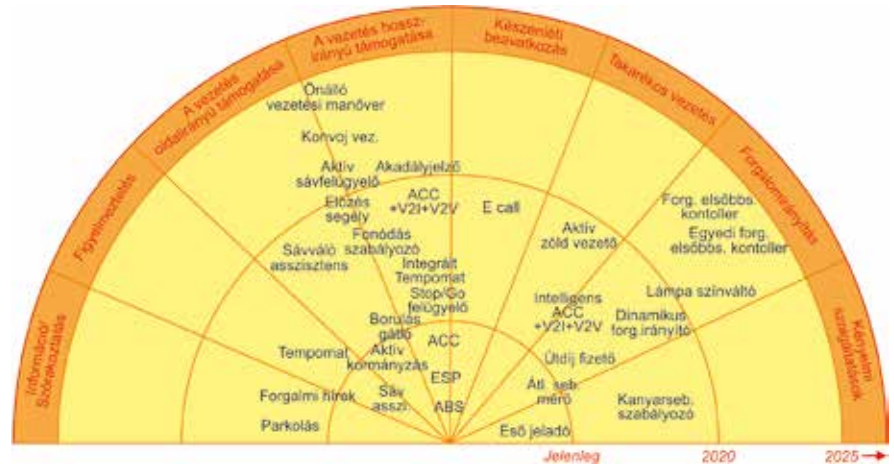 Információ/
Szórakoztatás
Figyelmeztetés
A vezetés
oldalirányú támogatása
A vezetés hossz-
irányú támogatása
Készenléti
beavatkozás
Takarékos vezetés
Forgalomirányítás
Kényelmi
szolgáltatások
Önálló
vezetési manőver
Konvoj vez.
Aktív
sávfelügyelő
Akadályjelző
Előzés
segély
ACC
+V2I+V2V
E call
Fonódás
szabályozó
Sávváló
asszisztens
Integrált
Tempomat
Stop/Go
felügyelő
Aktív
zöld vezető
Forg. elsőbbs.
kontoller
Egyedi forg.
elsőbbs. kontoller
Lámpa színváltó
Intelligens
ACC
+V2I+V2V
Dinamikus
forg.irányító
Borulás
gátló
ACC
Tempomat
Aktív
kormányzás
Útdíj fizető
ESP
Átl. seb.
mérő
Forgalmi hírek
Sáv
asszi.
ABS
Kanyarseb.
szabályozó
Parkolás
Eső jeladó
Jelenleg
2020
2025